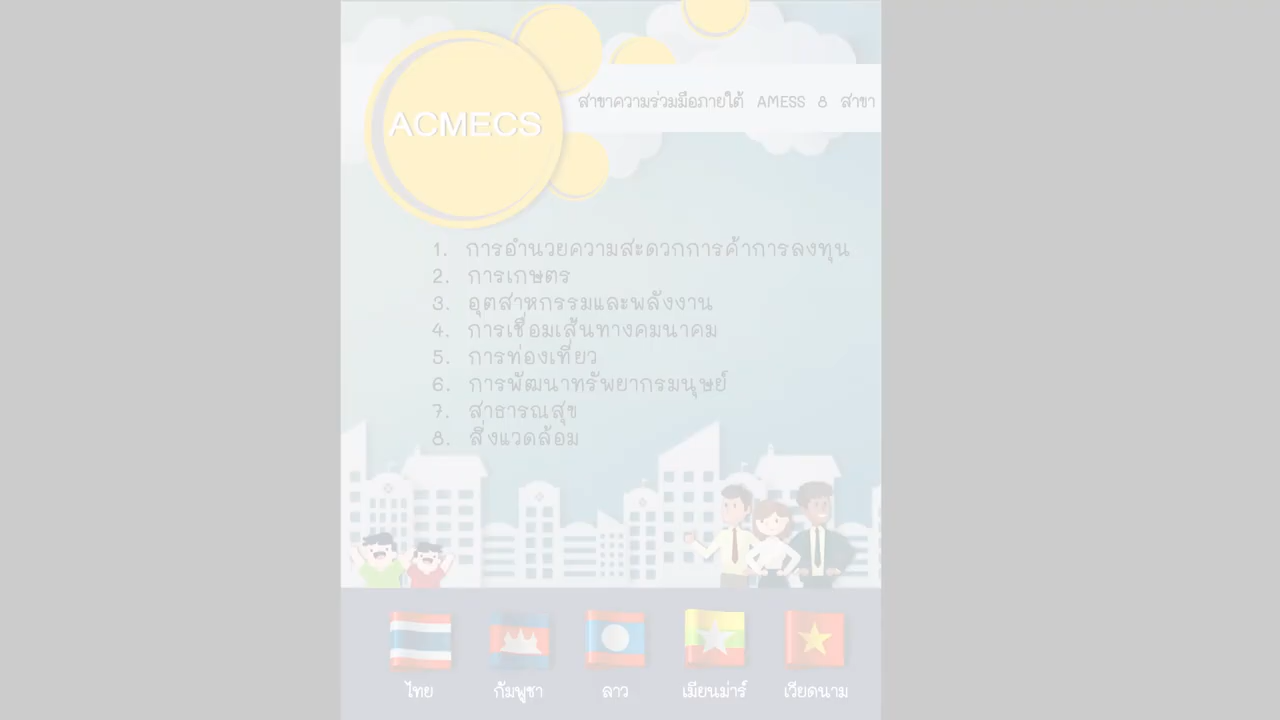 ACMECS
สาขาความร่วมมือภายใต้ AMESS 8 สาขา
1. การอำนวยความสะดวกการค้าการลงทุน
2. การเกษตร
3. อุตสาหกรรมและพลังงาน
4. การเชื่อมเส้นทางคมนาคม
5. การท่องเที่ยว
6. การพัฒนาทรัพยากรมนุษย์
7. สาธารณสุข
8. สิ่งแวดล้อม
ไทย กัมพูชา ลาว เมียนม่าร์ เวียดนาม